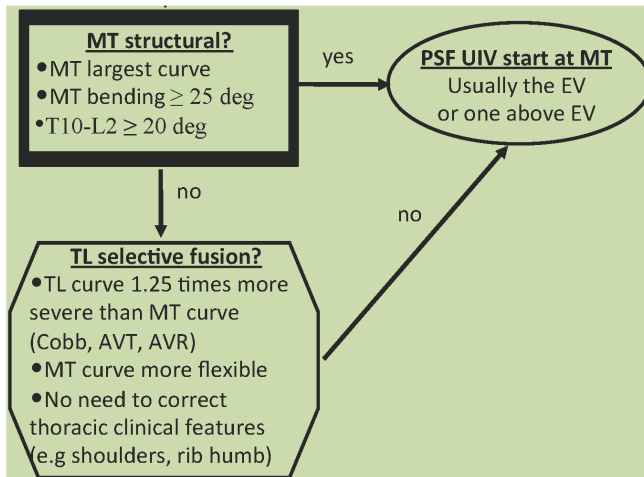 MT structural?
●MT largest curve
●MT bending ≥ 25 deg
●T10-L2 ≥ 20 deg
yes
PSF UIV start at MT
Usually the EV
or one above EV
no
no
TL selective fusion?
●TL curve 1.25 times more
severe than MT curve
(Cobb, AVT, AVR)
●MT curve more flexible
●No need to correct
thoracic clinical features
(e.g shoulders, rib humb)